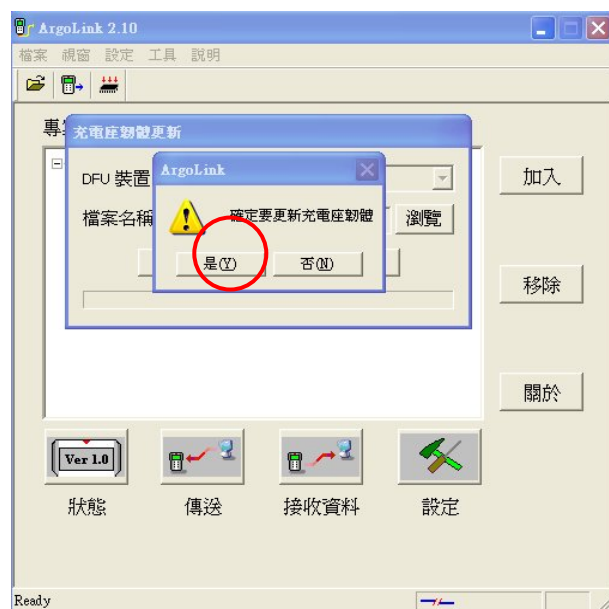 ArgoLink 2.10
檔案 視窗 設定 工具 說明
專
充電座韌體更新
DFU 裝置
ArgoLink
確定要更新充電座韌體
檔案名稱
瀏覽
是(Y) 否(N)
加入
移除
關於
Ver 1.0
狀態 傳送 接收資料 設定
Ready